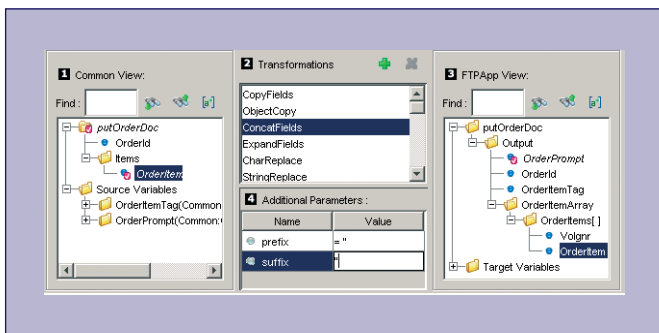 1 Common View:
Find :
[a*]
putOrderDoc
OrderId
Items
OrderItem
Source Variables
OrderItemTag(Common
OrderPrompt(Common:
2 Transformations
CopyFields
ObjectCopy
ConcatFields
ExpandFields
CharReplace
StringReplace
4 Additional Parameters :
Name Value
prefix = "
suffix "
3 FTPApp View:
Find :
[a*]
putOrderDoc
Output
OrderPrompt
OrderId
OrderItemTag
OrderItemArray
OrderItems[ ]
Volgnr
OrderItem
Target Variables